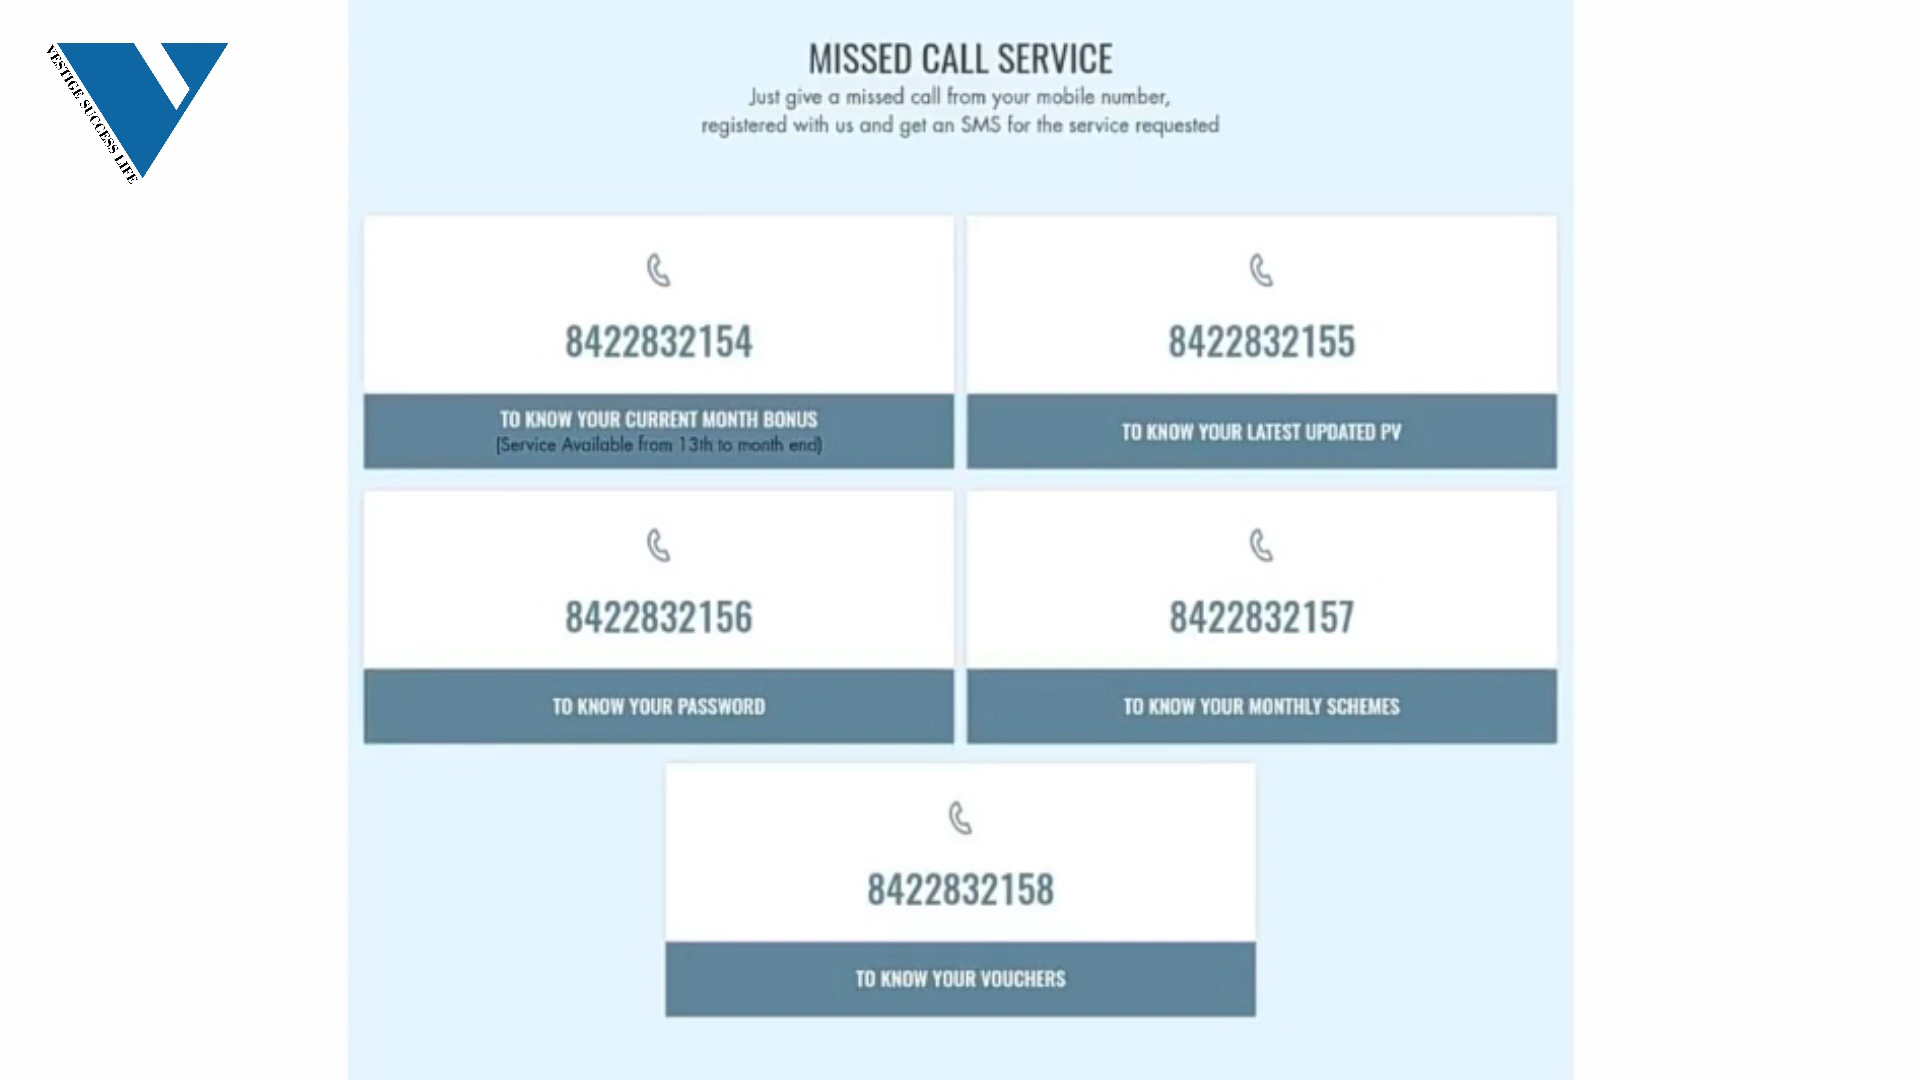 VESTIGE SUCCESS LIFE
MISSED CALL SERVICE
Just give a missed call from your mobile number,
registered with us and get an SMS for the service requested
8422832154
TO KNOW YOUR CURRENT MONTH BONUS
(Service Available from 13th to month end)
8422832155
TO KNOW YOUR LATEST UPDATED PV
8422832156
TO KNOW YOUR PASSWORD
8422832157
TO KNOW YOUR MONTHLY SCHEMES
8422832158
TO KNOW YOUR VOUCHERS